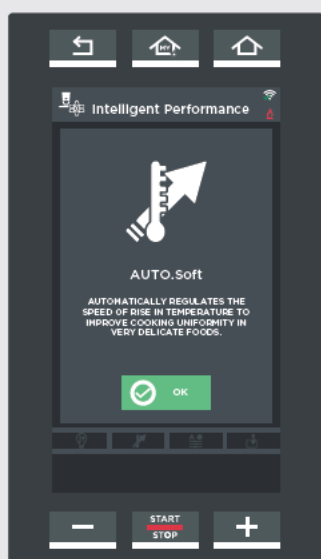 MY
Intelligent Performance
AUTO.Soft
AUTOMATICALLY REGULATES THE
SPEED OF RISE IN TEMPERATURE TO
IMPROVE COOKING UNIFORMITY IN
VERY DELICATE FOODS.
OK
START
STOP